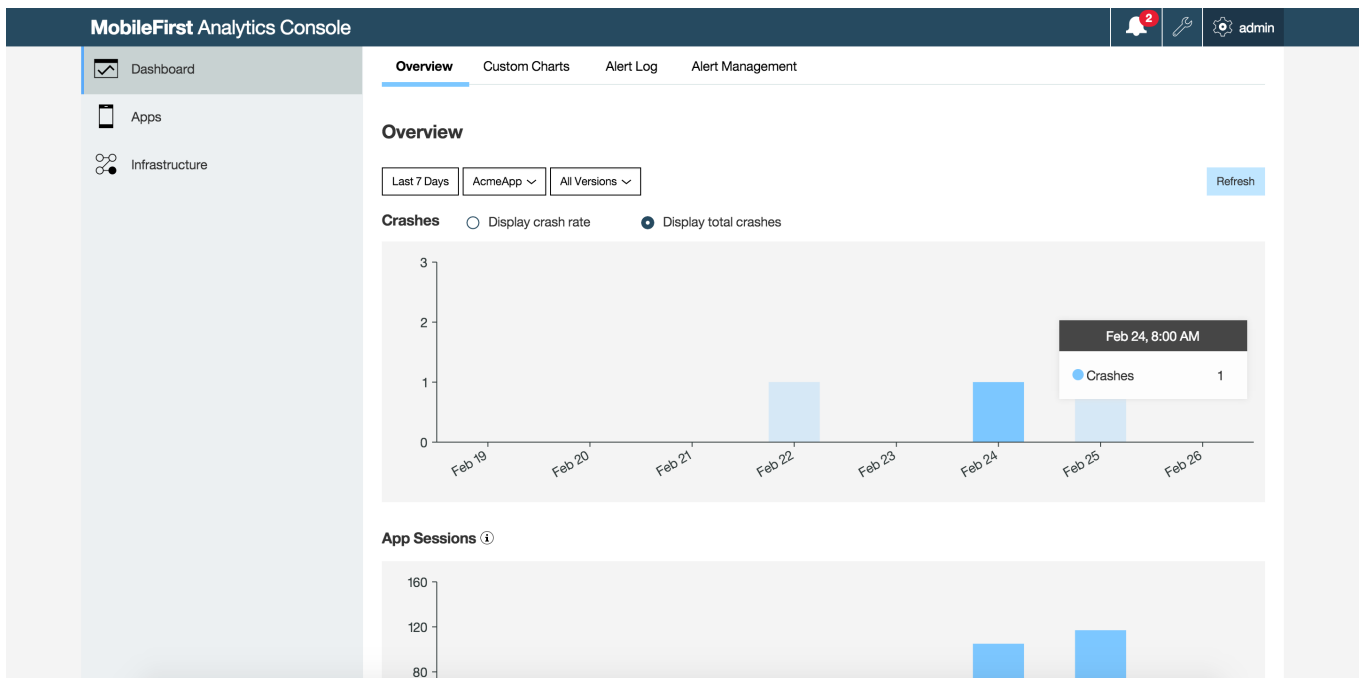 MobileFirst Analytics Console
2
admin
Dashboard
Apps
Infrastructure
Overview Custom Charts Alert Log Alert Management
Overview
Last 7 Days AcmeApp All Versions Refresh
Crashes Display crash rate Display total crashes
3
2
1
0
Feb 24, 8:00 AM
Crashes 1
Feb 19 Feb 20 Feb 21 Feb 22 Feb 23 Feb 24 Feb 25 Feb 26
App Sessions i
160
120
80